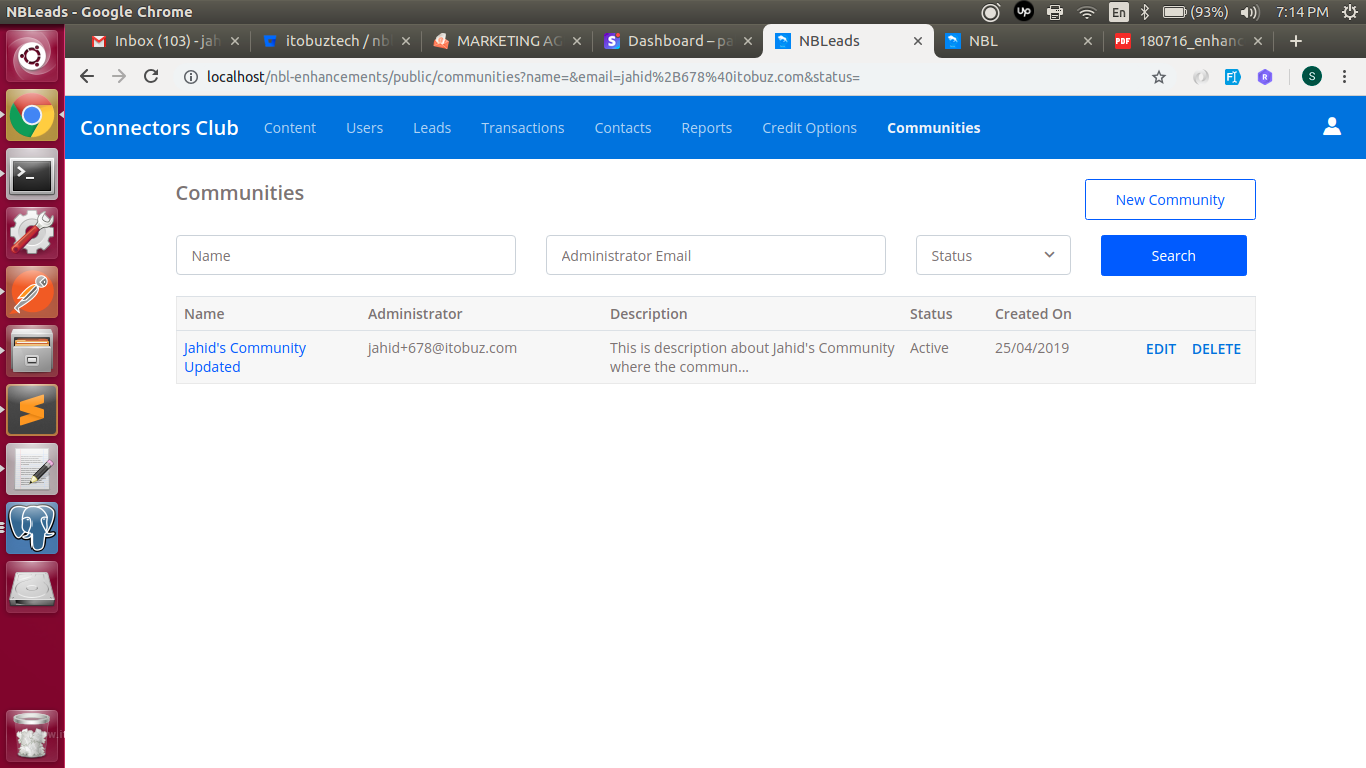 NBLeads - Google Chrome
Up
En
(93%)
7:14 PM
Inbox (103) - jah
itobuztech / nbl
MARKETING AG
Dashboard – pa
NBLeads
NBL
PDF
180716_enhanc
localhost/nbl-enhancements/public/communities?name=&email=jahid%2B678%40itobuz.com&status=
R
S
Connectors Club
Content
Users
Leads
Transactions
Contacts
Reports
Credit Options
Communities
Communities
New Community
Name
Administrator Email
Status
Search
Name
Administrator
Description
Status
Created On
Jahid's Community
Updated
jahid+678@itobuz.com
This is description about Jahid's Community
where the commun...
Active
25/04/2019
EDIT
DELETE